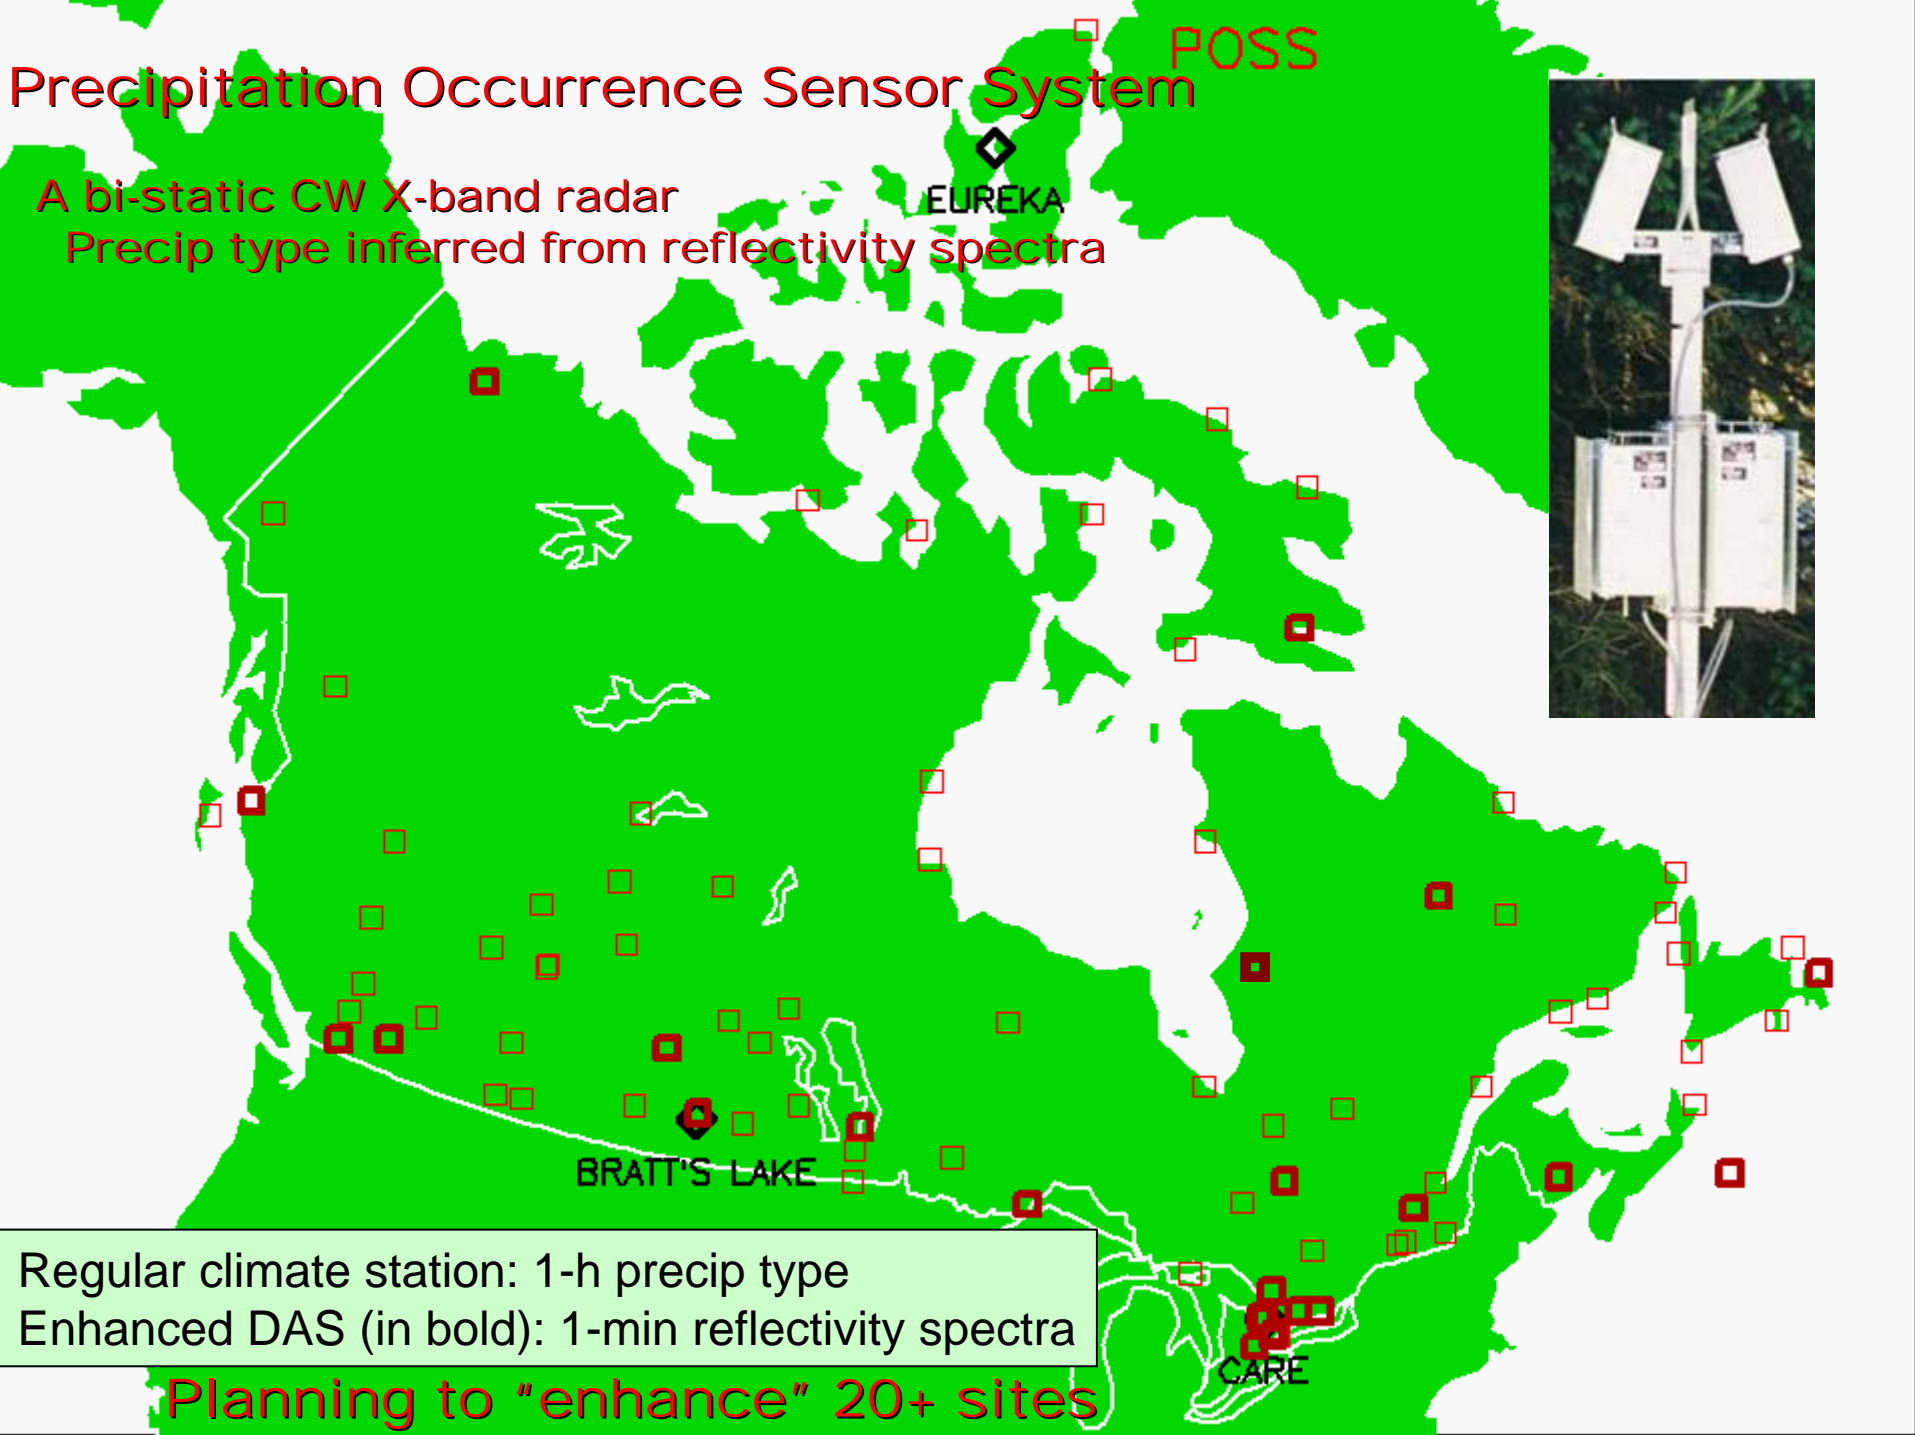 POSS
Precipitation Occurrence Sensor System
EUREKA
A bi-static CW X-band radar
Precip type inferred from reflectivity spectra
BRATT'S LAKE
Regular climate station: 1-h precip type
Enhanced DAS (in bold): 1-min reflectivity spectra
CARE
Planning to “enhance” 20+ sites